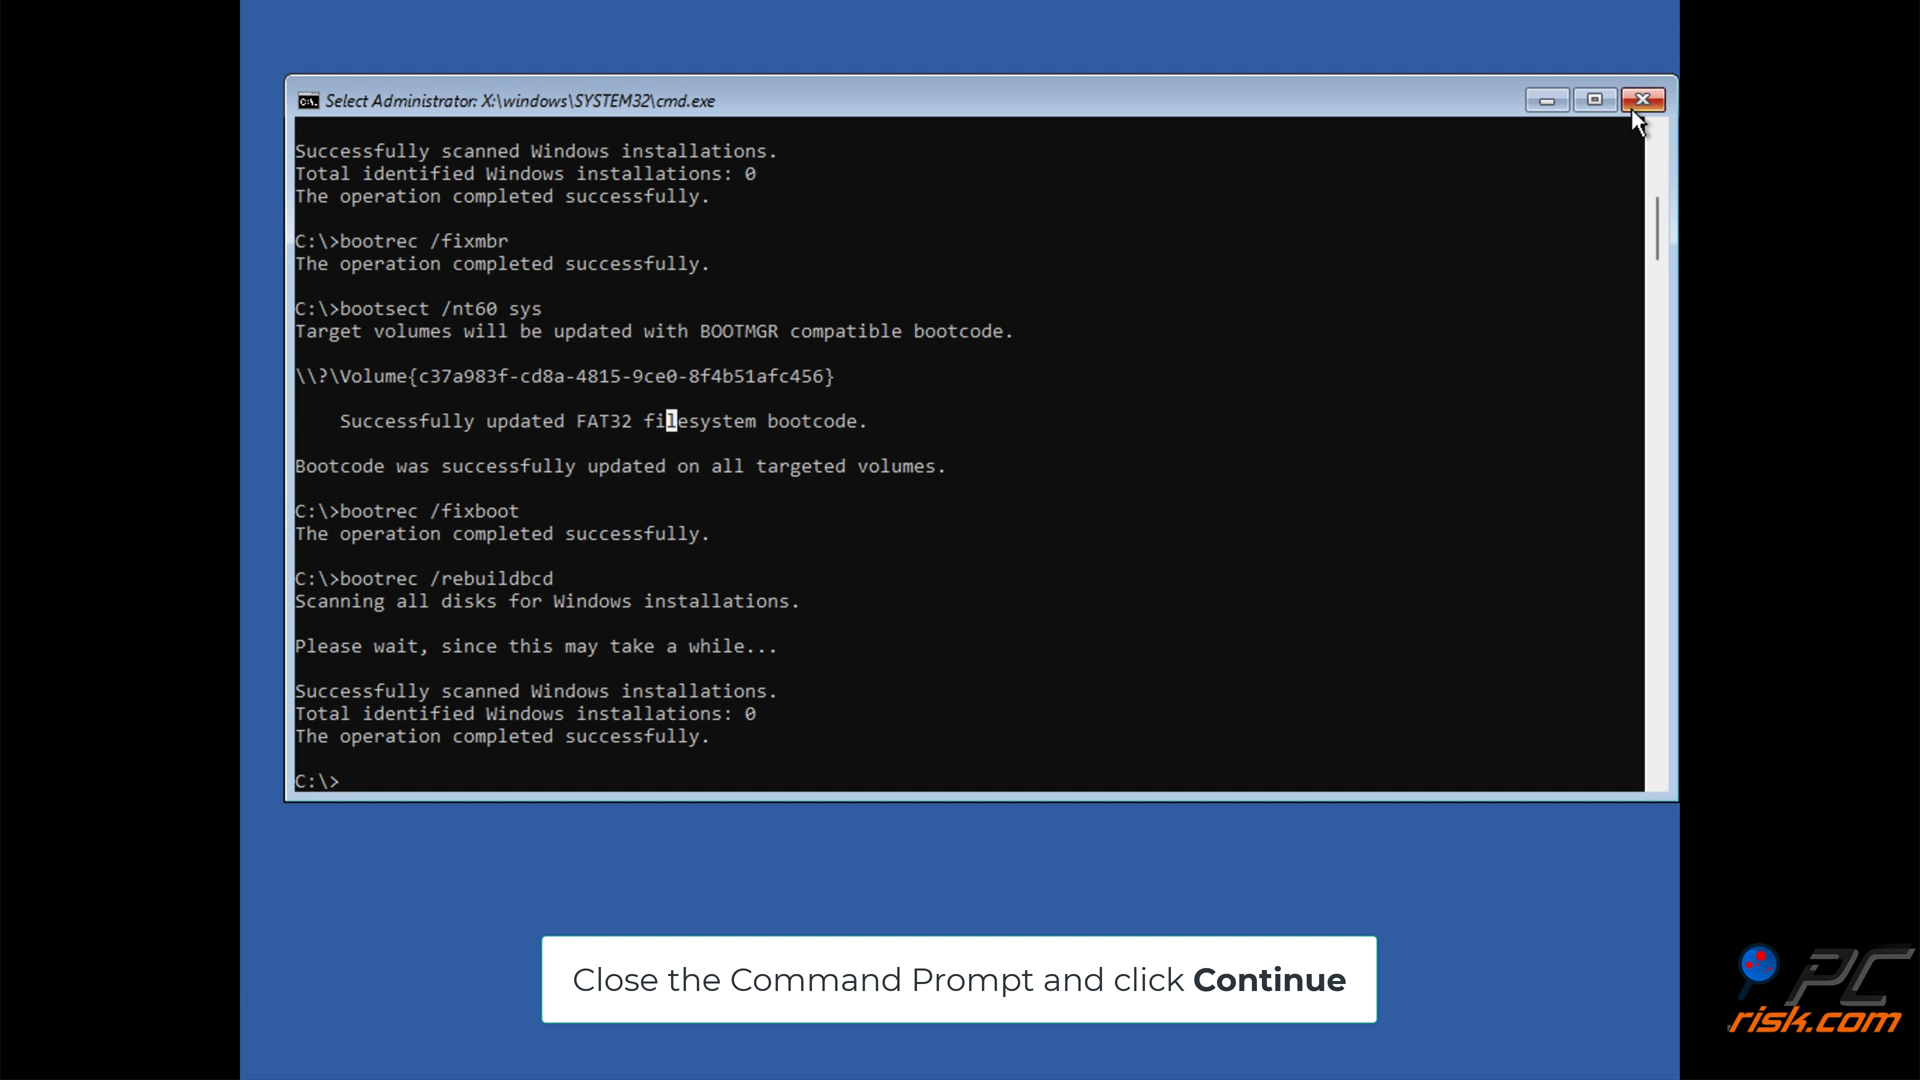 Select Administrator: X:\windows\SYSTEM32\cmd.exe
Successfully scanned Windows installations.
Total identified Windows installations: 0
The operation completed successfully.
C:\>bootrec /fixmbr
The operation completed successfully.
C:\>bootsect /nt60 sys
Target volumes will be updated with BOOTMGR compatible bootcode.
\\?\Volume{c37a983f-cd8a-4815-9ce0-8f4b51afc456}
Successfully updated FAT32 filesystem bootcode.
Bootcode was successfully updated on all targeted volumes.
C:\>bootrec /fixboot
The operation completed successfully.
C:\>bootrec /rebuildbcd
Scanning all disks for Windows installations.
Please wait, since this may take a while...
Successfully scanned Windows installations.
Total identified Windows installations: 0
The operation completed successfully.
C:\>
Close the Command Prompt and click Continue
PC
risk.com